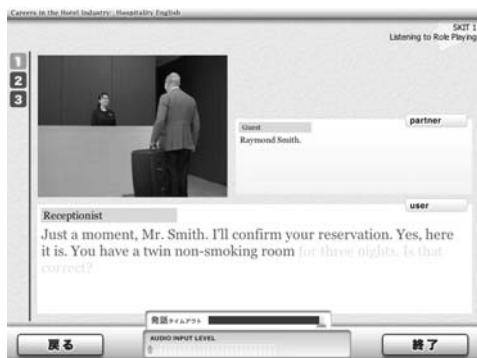 Careers in the Hotel Industry: Hospitality English
SKIT 1
Listening to Role Playing
1
2
3
partner
Guest
Raymond Smith.
user
Receptionist
Just a moment, Mr. Smith. I'll confirm your reservation. Yes, here
it is. You have a twin non-smoking room for three nights. Is that
correct?
発話タイムアウト
AUDIO INPUT LEVEL
戻る
終了